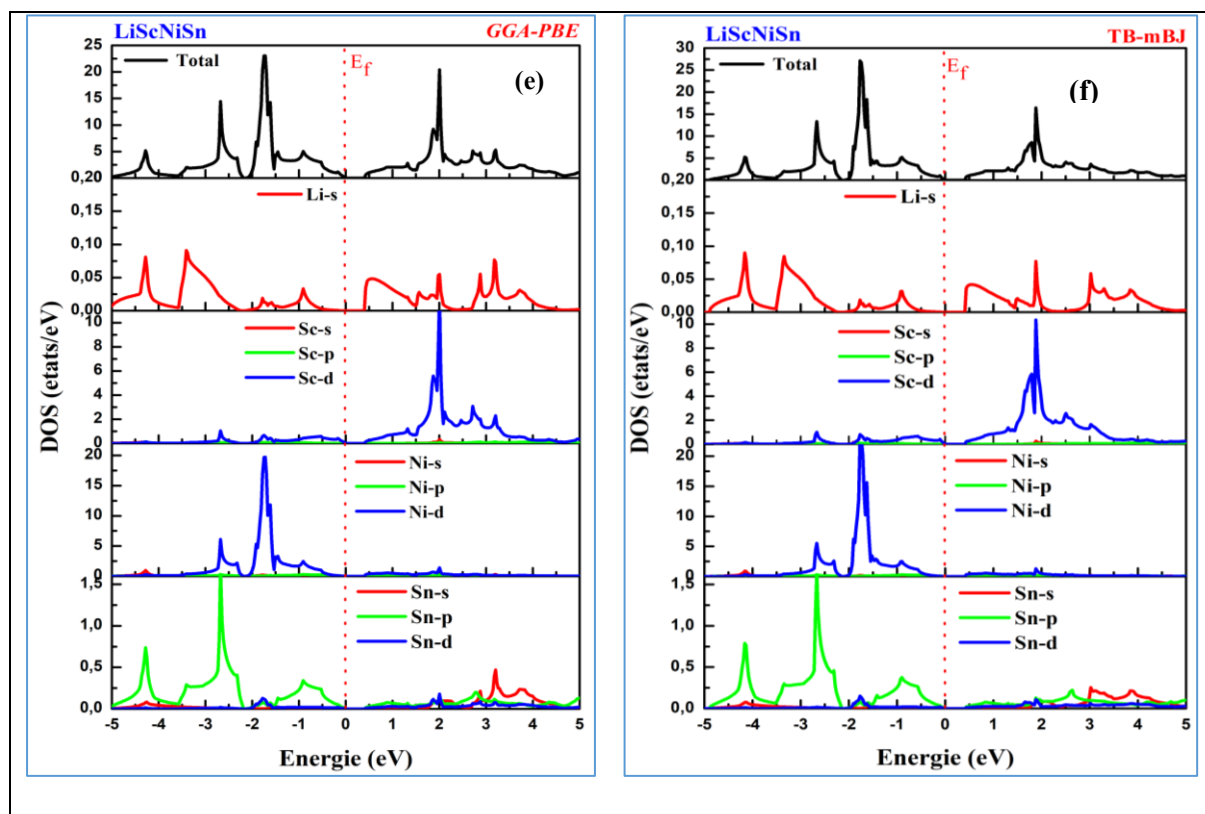 LiScNiSn GGA-PBE
25
20
15
10
5
0,20
Total
E_f
(e)
0,15
0,10
0,05
0,00
Li-s
10
8
6
4
2
0
Sc-s
Sc-p
Sc-d
20
15
10
5
0
Ni-s
Ni-p
Ni-d
1,5
1,0
0,5
0,0
Sn-s
Sn-p
Sn-d
DOS (etats/eV)
-5 -4 -3 -2 -1 0 1 2 3 4 5
Energie (eV)
LiScNiSn TB-mBJ
30
25
20
15
10
5
0,20
Total
E_f
(f)
0,15
0,10
0,05
0,00
Li-s
10
8
6
4
2
0
Sc-s
Sc-p
Sc-d
20
15
10
5
0
Ni-s
Ni-p
Ni-d
1,5
1,0
0,5
0,0
Sn-s
Sn-p
Sn-d
DOS (etats/eV)
-5 -4 -3 -2 -1 0 1 2 3 4 5
Energie (eV)